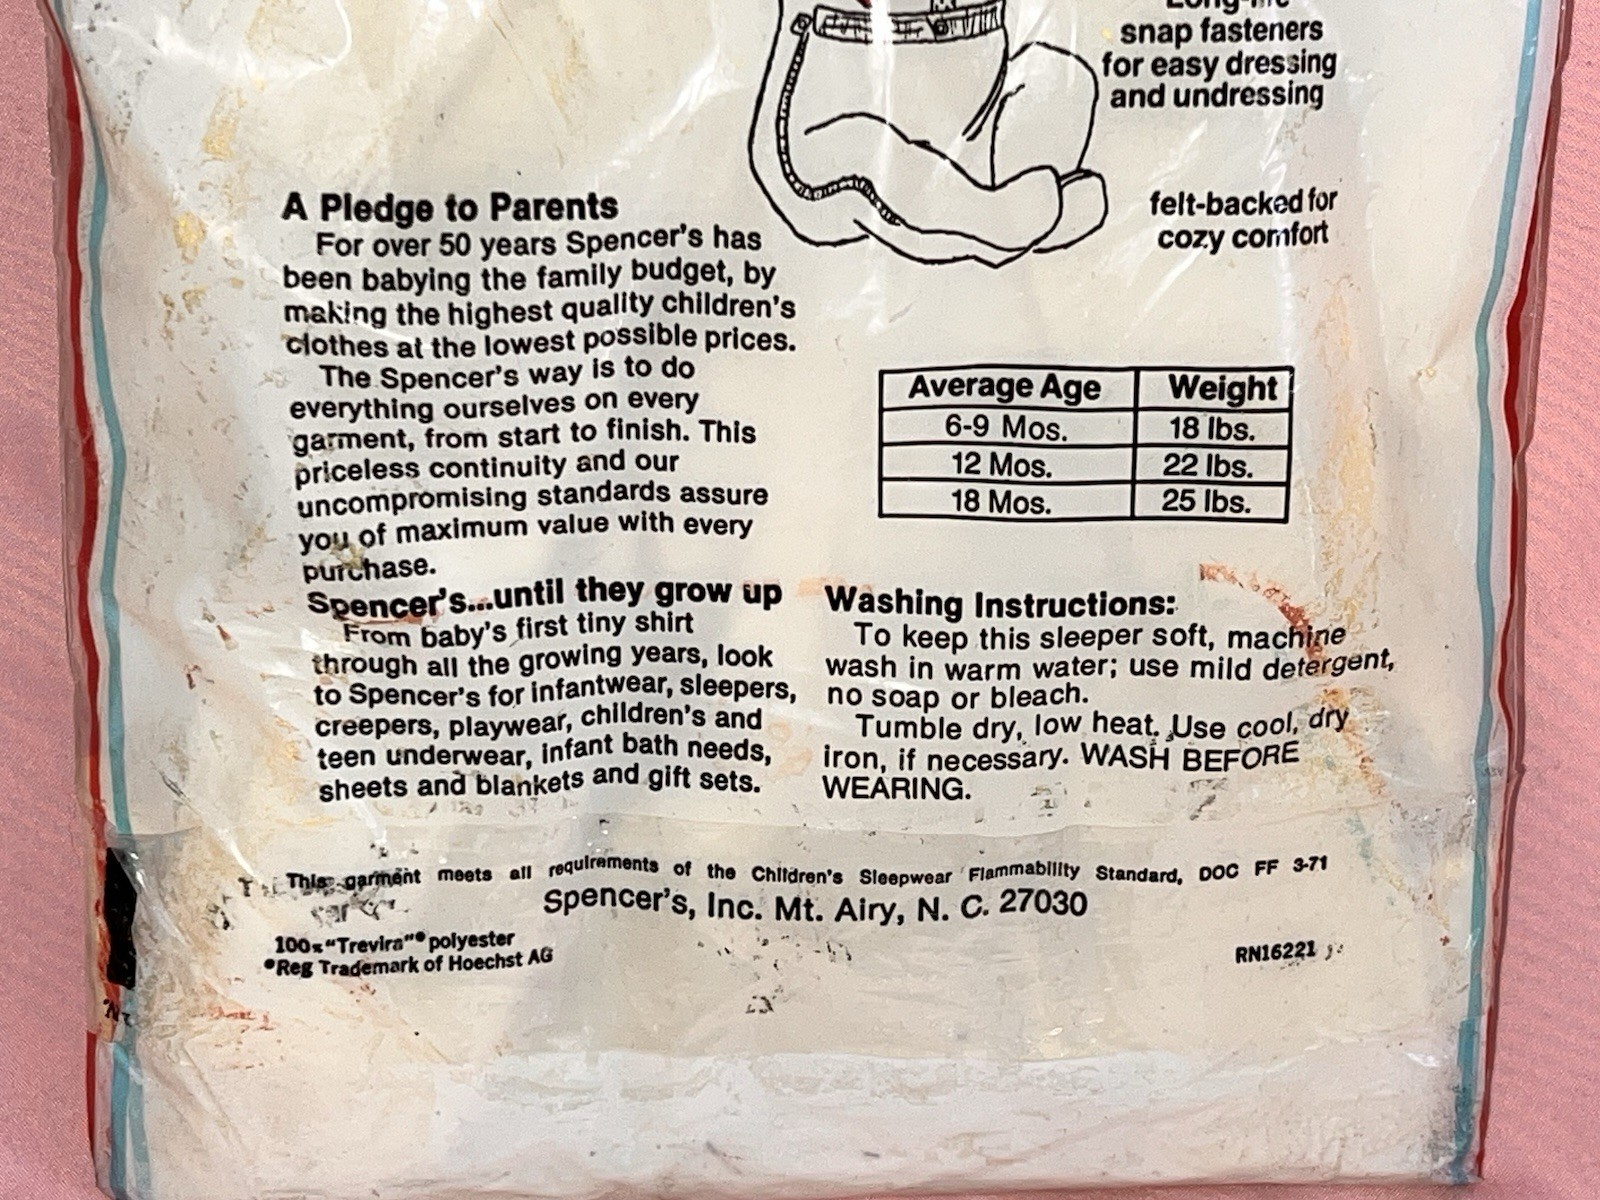 Long-life
snap fasteners
for easy dressing
and undressing
felt-backed for
cozy comfort
A Pledge to Parents
For over 50 years Spencer's has
been babying the family budget, by
making the highest quality children's
clothes at the lowest possible prices.
The Spencer's way is to do
everything ourselves on every
garment, from start to finish. This
priceless continuity and our
uncompromising standards assure
you of maximum value with every
purchase.
Spencer's...until they grow up
From baby's first tiny shirt
through all the growing years, look
to Spencer's for infantwear, sleepers,
creepers, playwear, children's and
teen underwear, infant bath needs,
sheets and blankets and gift sets.
Average Age Weight
6-9 Mos. 18 lbs.
12 Mos. 22 lbs.
18 Mos. 25 lbs.
Washing Instructions:
To keep this sleeper soft, machine
wash in warm water; use mild detergent,
no soap or bleach.
Tumble dry, low heat. Use cool, dry
iron, if necessary. WASH BEFORE
WEARING.
This garment meets all requirements of the Children's Sleepwear Flammability Standard, DOC FF 3-71
Spencer's, Inc. Mt. Airy, N. C. 27030
100% "Trevira"® polyester
®Reg Trademark of Hoechst AG
RN16221